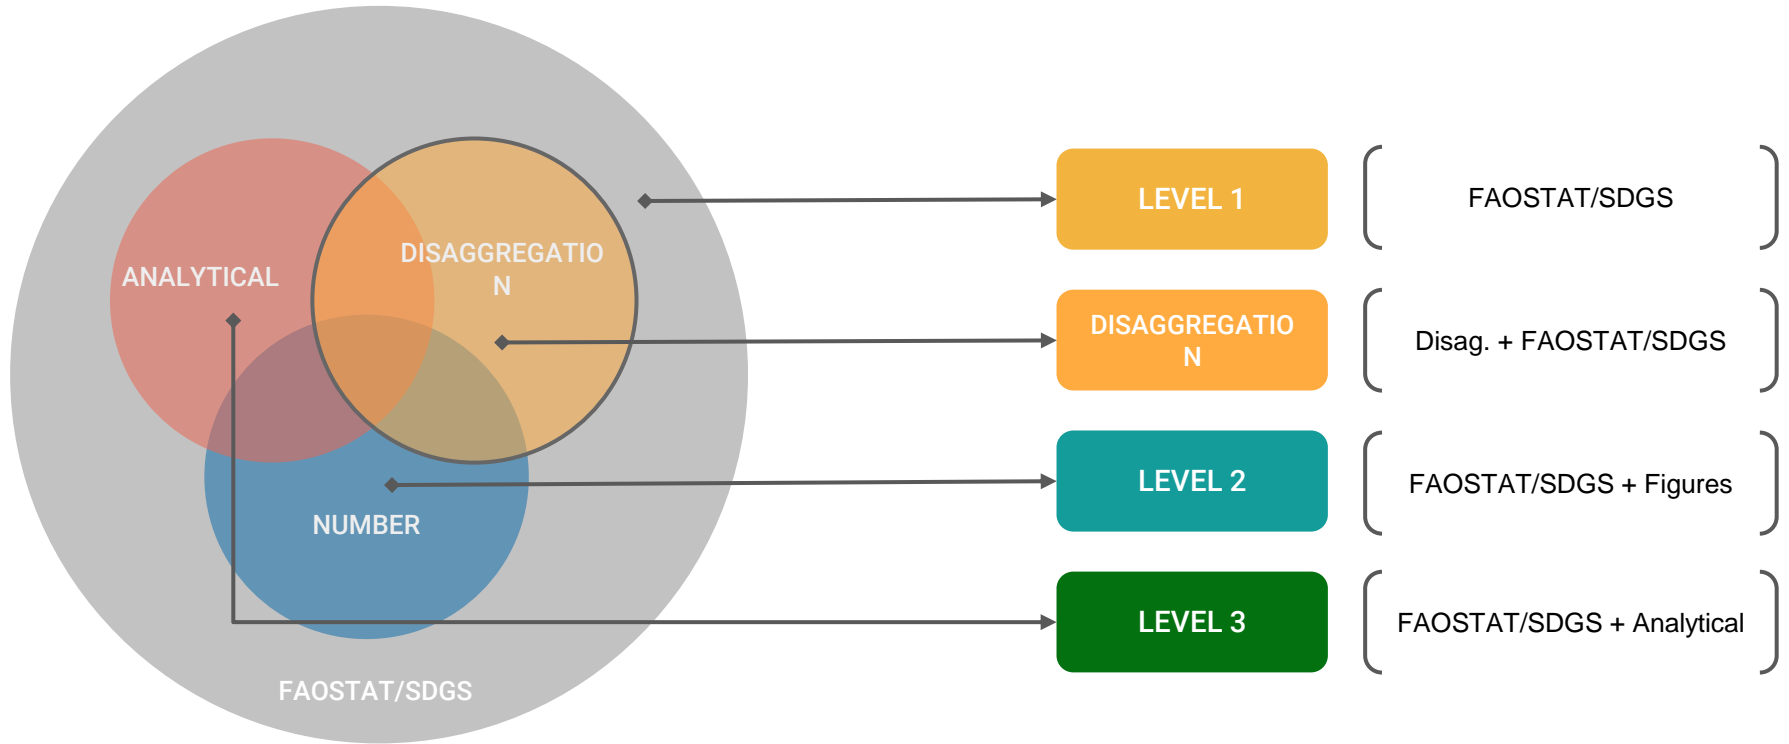 ANALYTICAL
DISAGGREGATIO
N
NUMBER
FAOSTAT/SDGS
LEVEL 1
FAOSTAT/SDGS
DISAGGREGATIO
N
Disag. + FAOSTAT/SDGS
LEVEL 2
FAOSTAT/SDGS + Figures
LEVEL 3
FAOSTAT/SDGS + Analytical